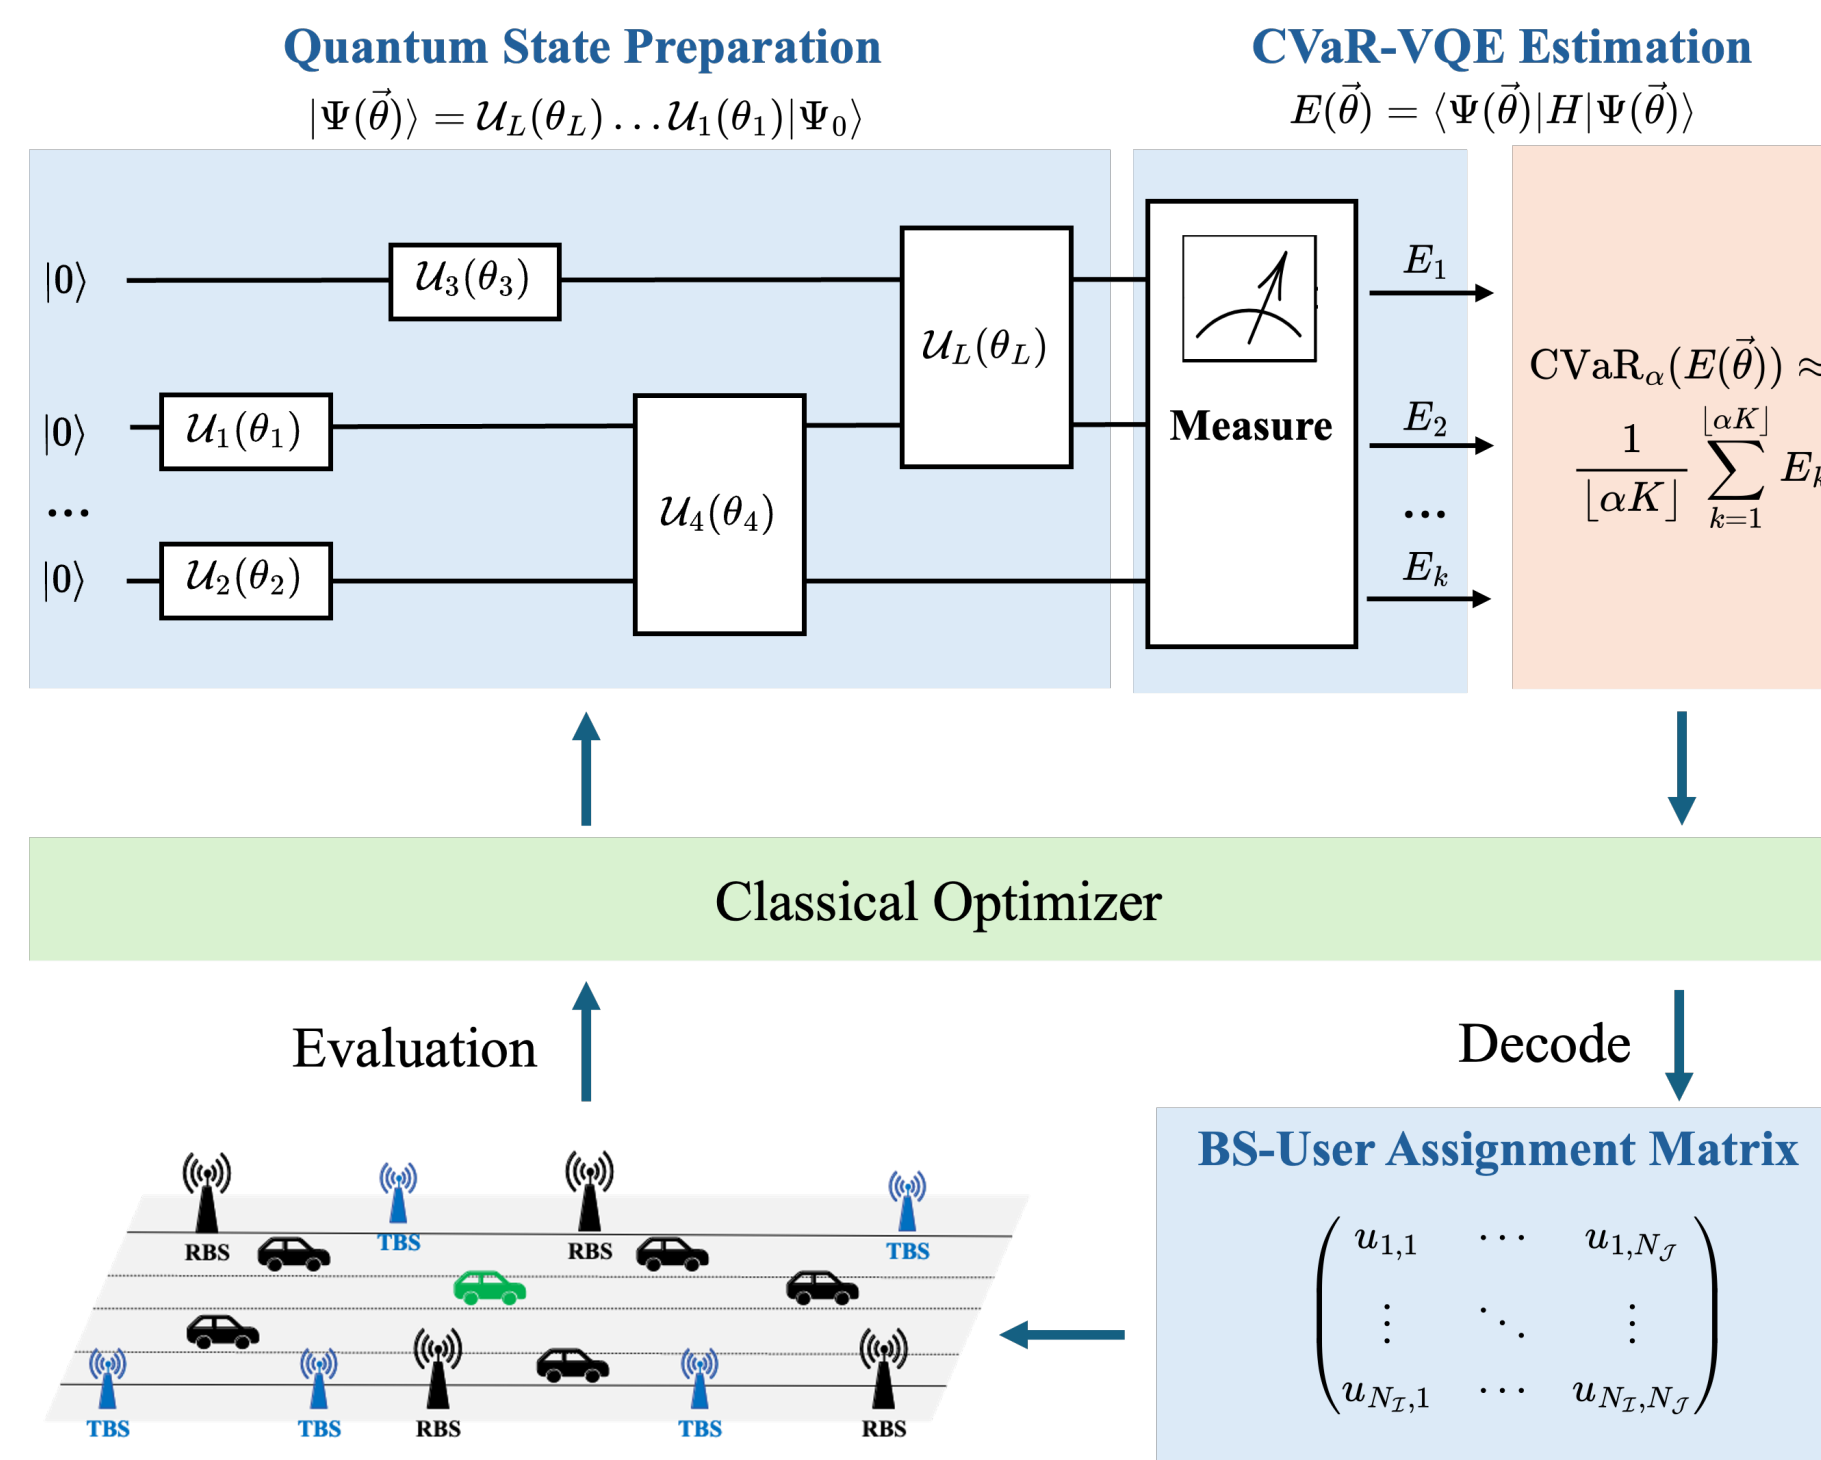 Quantum State Preparation
|Ψ(θ⃗)⟩ = 𝒰_L(θ_L) … 𝒰_1(θ_1)|Ψ_0⟩
CVaR-VQE Estimation
E(θ⃗) = ⟨Ψ(θ⃗)|H|Ψ(θ⃗)⟩
|0⟩
𝒰_3(θ_3)
𝒰_L(θ_L)
E_1
|0⟩
𝒰_1(θ_1)
Measure
E_2
...
𝒰_4(θ_4)
...
|0⟩
𝒰_2(θ_2)
E_k
CVaR_α(E(θ⃗)) ≈
1/⌊αK⌋ ∑_{k=1}^{⌊αK⌋} E_k
Classical Optimizer
Evaluation
Decode
RBS
TBS
RBS
TBS
TBS
TBS
RBS
TBS
RBS
BS-User Assignment Matrix
u_{1,1} ⋯ u_{1,N_𝒥}
⋮ ⋱ ⋮
u_{N_ℐ,1} ⋯ u_{N_ℐ,N_𝒥}